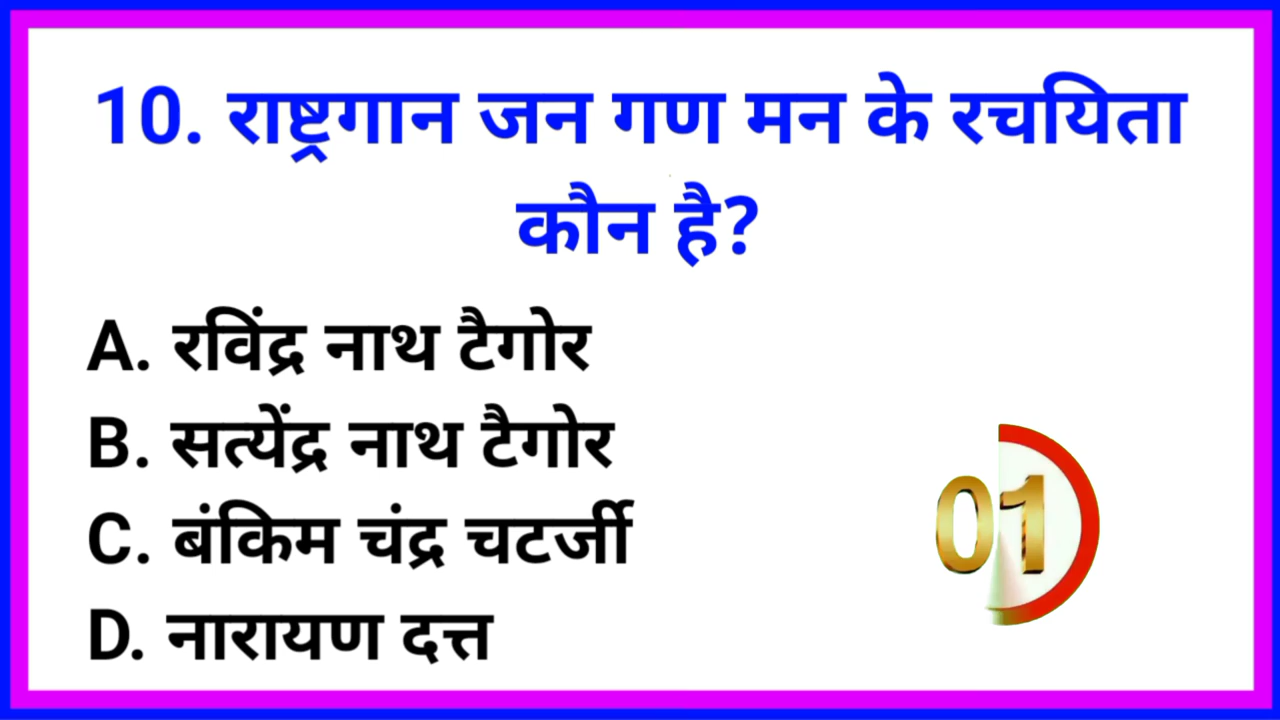 10. राष्ट्रगान जन गण मन के रचयिता
कौन है?
A. रविंद्र नाथ टैगोर
B. सत्येंद्र नाथ टैगोर
C. बंकिम चंद्र चटर्जी
D. नारायण दत्त
01